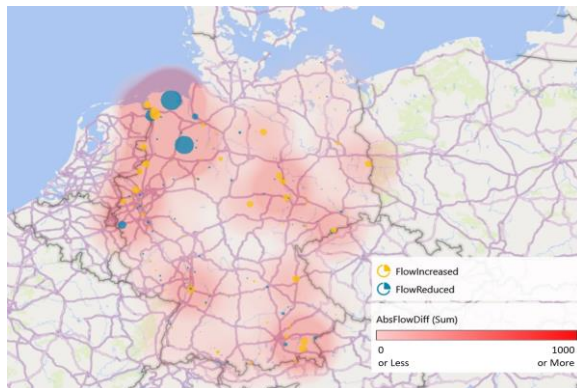 FlowIncreased
FlowReduced
AbsFlowDiff (Sum)
0 1000
or Less or More